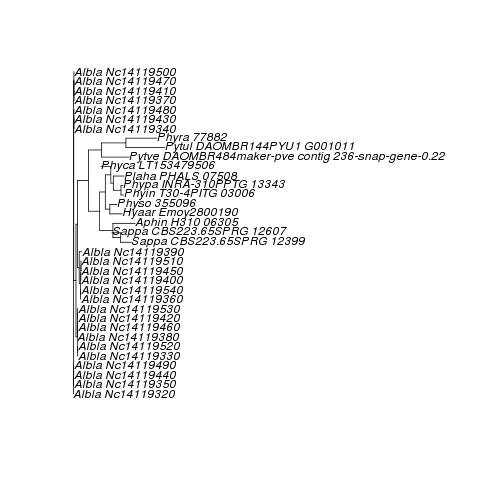 Albla Nc14119500
Albla Nc14119470
Albla Nc14119410
Albla Nc14119370
Albla Nc14119480
Albla Nc14119430
Albla Nc14119340
Phyra 77882
Pytul DAOMBR144PYU1 G001011
Pytve DAOMBR484maker-pve contig 236-snap-gene-0.22
Phyca LT153479506
Plaha PHALS 07508
Phypa INRA-310PPTG 13343
Phyin T30-4PITG 03006
Physo 355096
Hyaar Emoy2800190
Aphin H310 06305
Sappa CBS223.65SPRG 12607
Sappa CBS223.65SPRG 12399
Albla Nc14119390
Albla Nc14119510
Albla Nc14119450
Albla Nc14119400
Albla Nc14119540
Albla Nc14119360
Albla Nc14119530
Albla Nc14119420
Albla Nc14119460
Albla Nc14119380
Albla Nc14119520
Albla Nc14119330
Albla Nc14119490
Albla Nc14119440
Albla Nc14119350
Albla Nc14119320